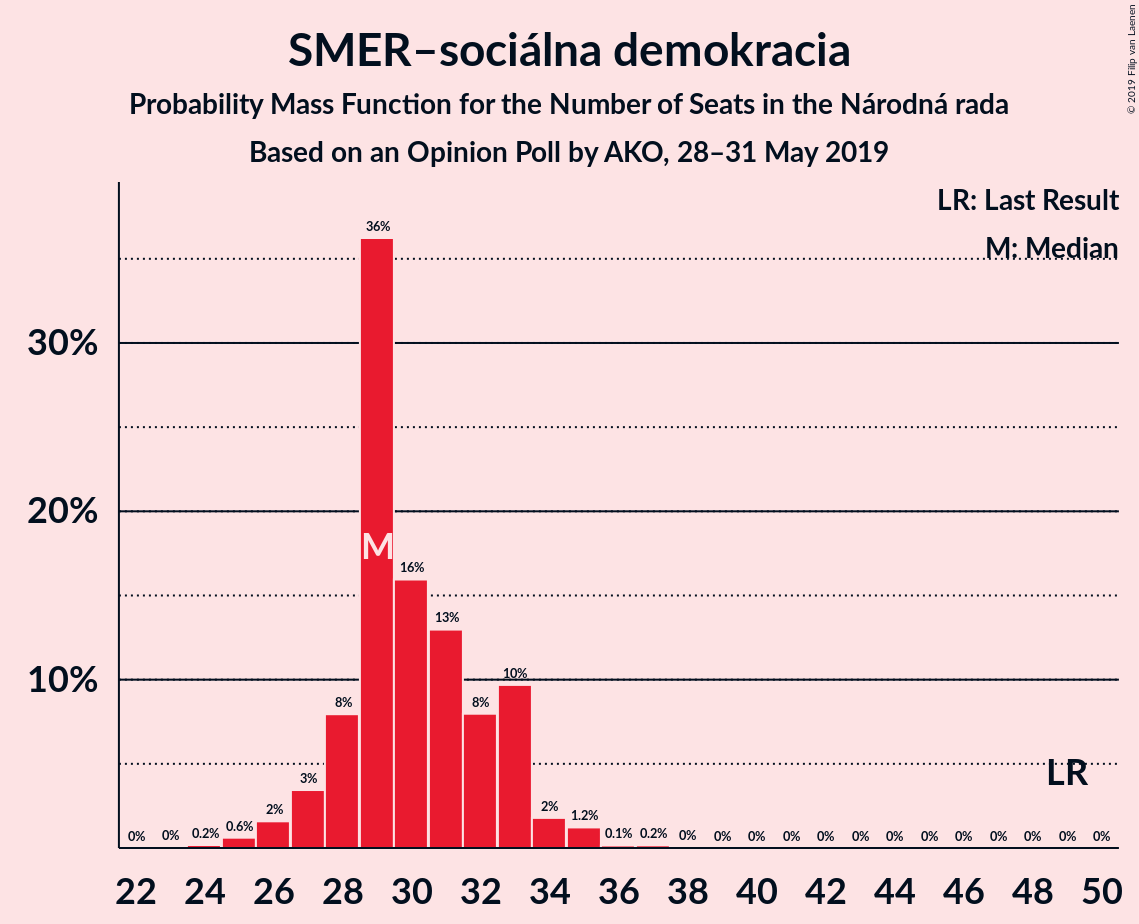 SMER–sociálna demokracia
Probability Mass Function for the Number of Seats in the Národná rada
Based on an Opinion Poll by AKO, 28–31 May 2019
© 2019 Filip van Laenen
LR: Last Result
M: Median
30%
20%
10%
0% 0% 0.2% 0.6% 2% 3% 8% 36% 16% 13% 8% 10% 2% 1.2% 0.1% 0.2% 0% 0% 0% 0% 0% 0% 0% 0% 0% 0% 0% 0% 0%
M
LR
22 24 26 28 30 32 34 36 38 40 42 44 46 48 50